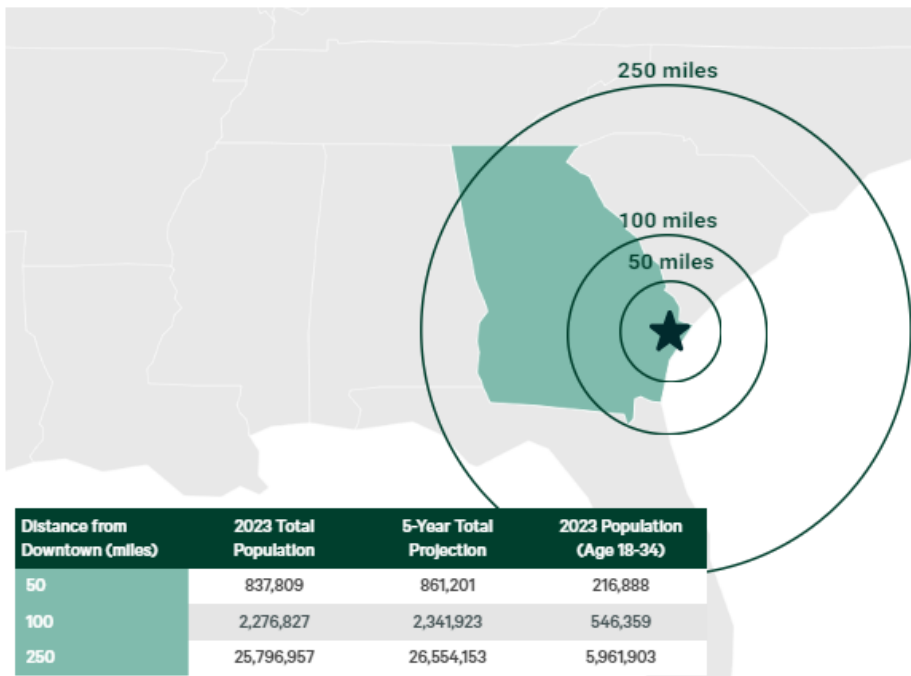 250 miles
100 miles
50 miles
Distance from Downtown (miles) 2023 Total Population 5-Year Total Projection 2023 Population (Age 18-34)
50 837,809 861,201 216,888
100 2,276,827 2,341,923 546,359
250 25,796,957 26,554,153 5,961,903